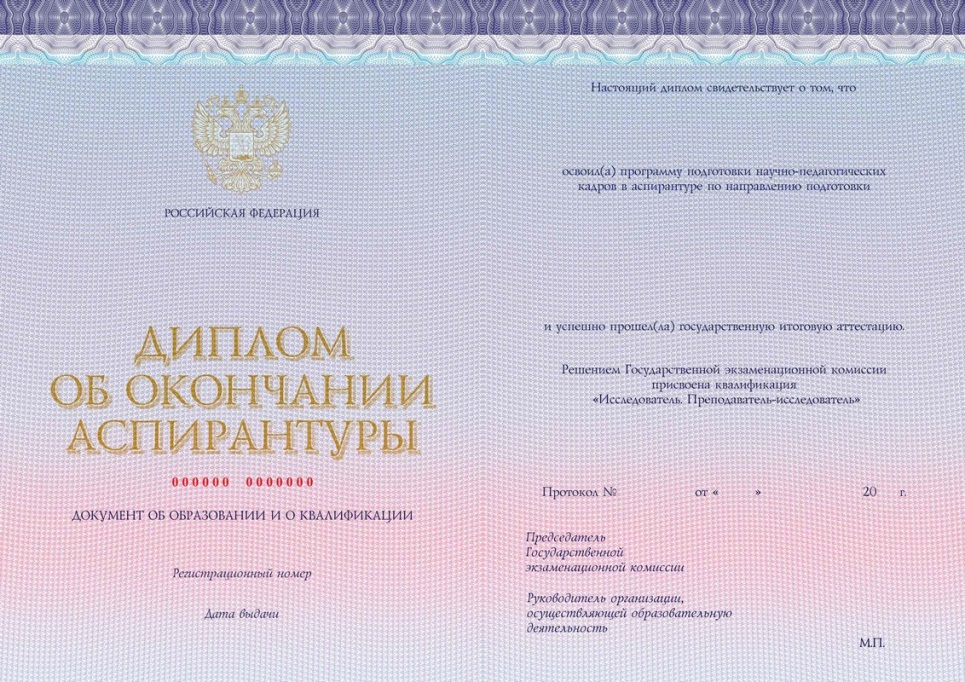 РОССИЙСКАЯ ФЕДЕРАЦИЯ
ДИПЛОМ
ОБ ОКОНЧАНИИ
АСПИРАНТУРЫ
000000 0000000
ДОКУМЕНТ ОБ ОБРАЗОВАНИИ И О КВАЛИФИКАЦИИ
Регистрационный номер
Дата выдачи
Настоящий диплом свидетельствует о том, что
освоил(а) программу подготовки научно-педагогических
кадров в аспирантуре по направлению подготовки
и успешно прошел(ла) государственную итоговую аттестацию.
Решением Государственной экзаменационной комиссии
присвоена квалификация
«Исследователь. Преподаватель-исследователь»
Протокол № от « » 20 г.
Председатель
Государственной
экзаменационной комиссии
Руководитель организации,
осуществляющей образовательную
деятельность
М.П.